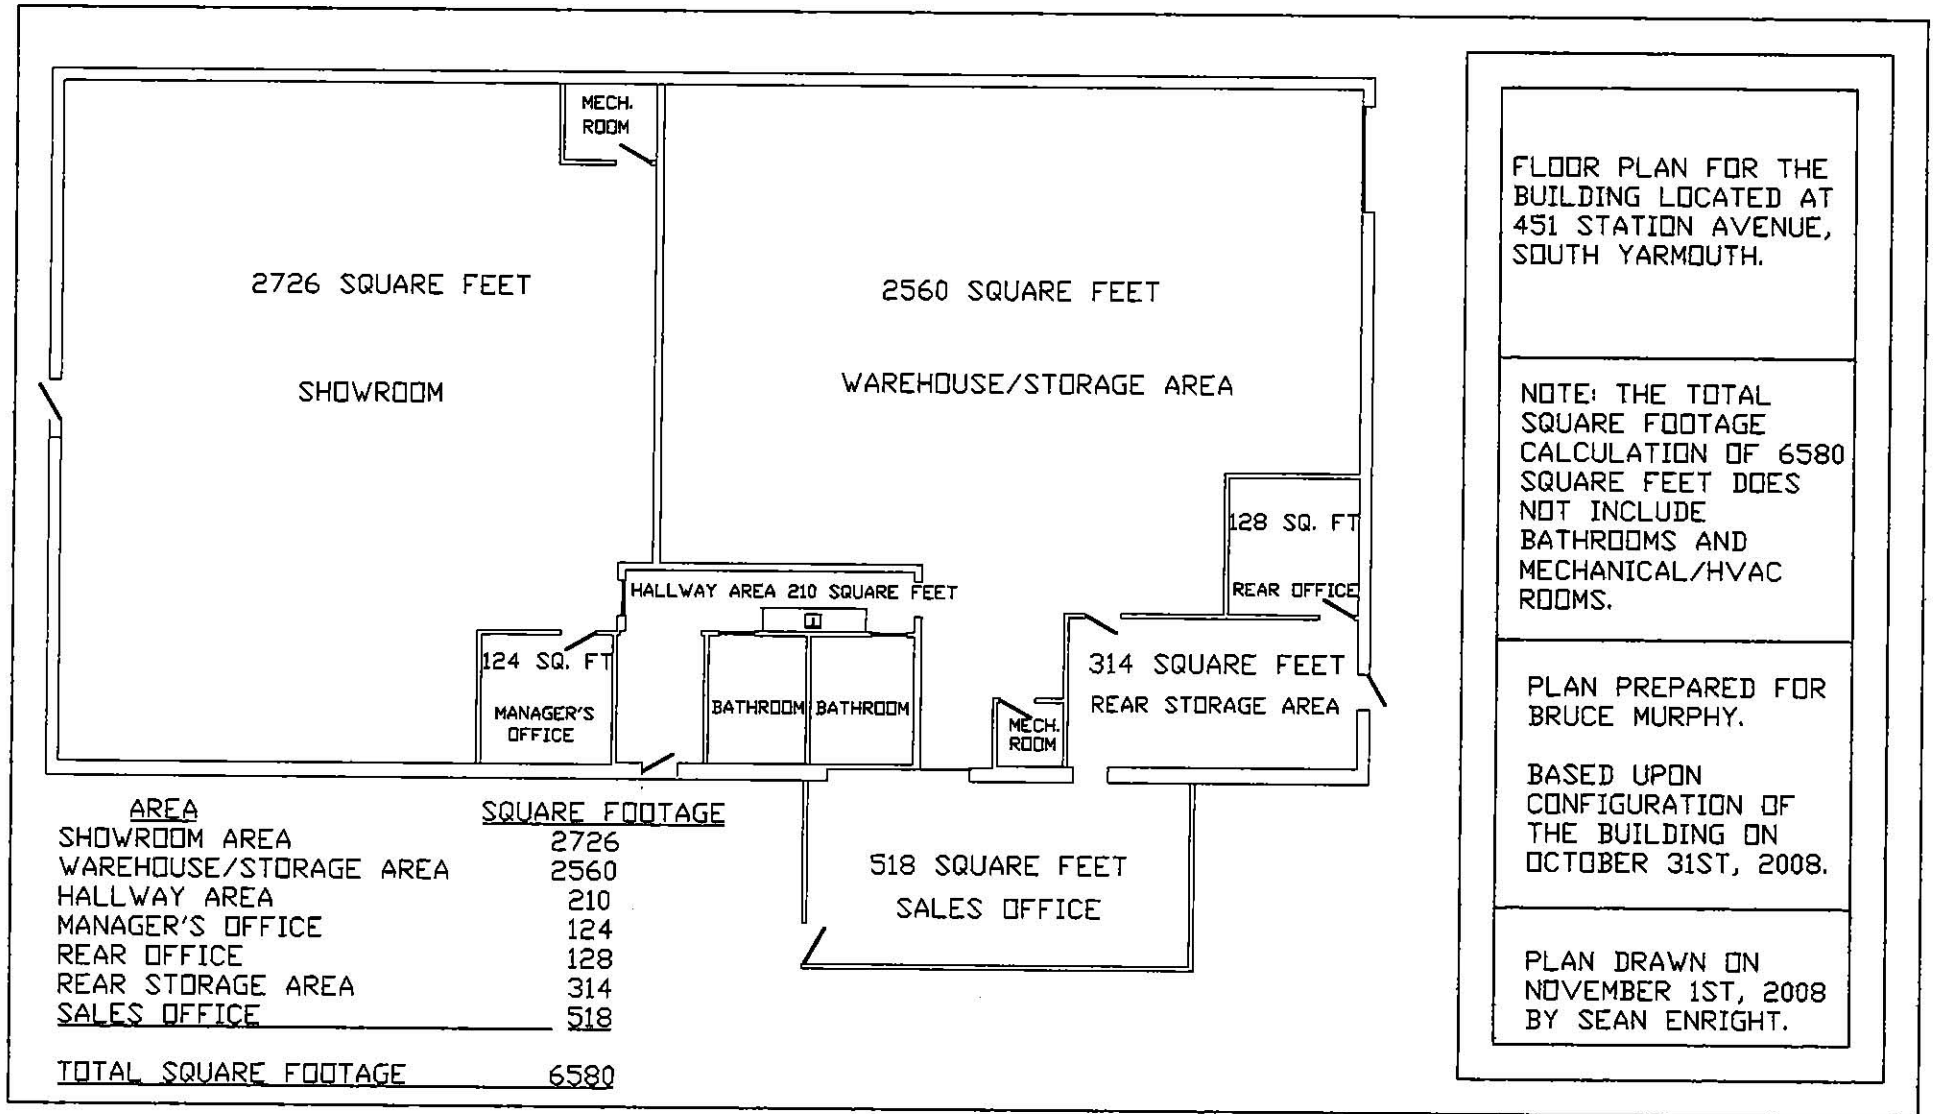 MECH.
ROOM
2726 SQUARE FEET
SHOWROOM
2560 SQUARE FEET
WAREHOUSE/STORAGE AREA
128 SQ. FT
REAR OFFICE
HALLWAY AREA 210 SQUARE FEET
124 SQ. FT
MANAGER'S
OFFICE
BATHROOM
BATHROOM
MECH.
ROOM
314 SQUARE FEET
REAR STORAGE AREA
518 SQUARE FEET
SALES OFFICE
AREA SQUARE FOOTAGE
SHOWROOM AREA 2726
WAREHOUSE/STORAGE AREA 2560
HALLWAY AREA 210
MANAGER'S OFFICE 124
REAR OFFICE 128
REAR STORAGE AREA 314
SALES OFFICE 518
TOTAL SQUARE FOOTAGE 6580
FLOOR PLAN FOR THE
BUILDING LOCATED AT
451 STATION AVENUE,
SOUTH YARMOUTH.
NOTE: THE TOTAL
SQUARE FOOTAGE
CALCULATION OF 6580
SQUARE FEET DOES
NOT INCLUDE
BATHROOMS AND
MECHANICAL/HVAC
ROOMS.
PLAN PREPARED FOR
BRUCE MURPHY.
BASED UPON
CONFIGURATION OF
THE BUILDING ON
OCTOBER 31ST, 2008.
PLAN DRAWN ON
NOVEMBER 1ST, 2008
BY SEAN ENRIGHT.